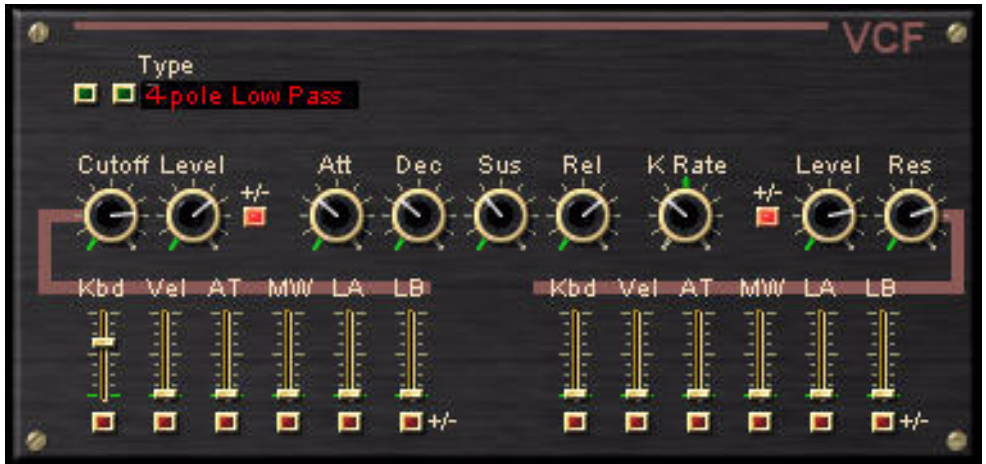 VCF
Type
4-pole Low Pass
Cutoff Level +/- Att Dec Sus Rel K Rate +/- Level Res
Kbd Vel AT MW LA LB Kbd Vel AT MW LA LB
+/- +/-